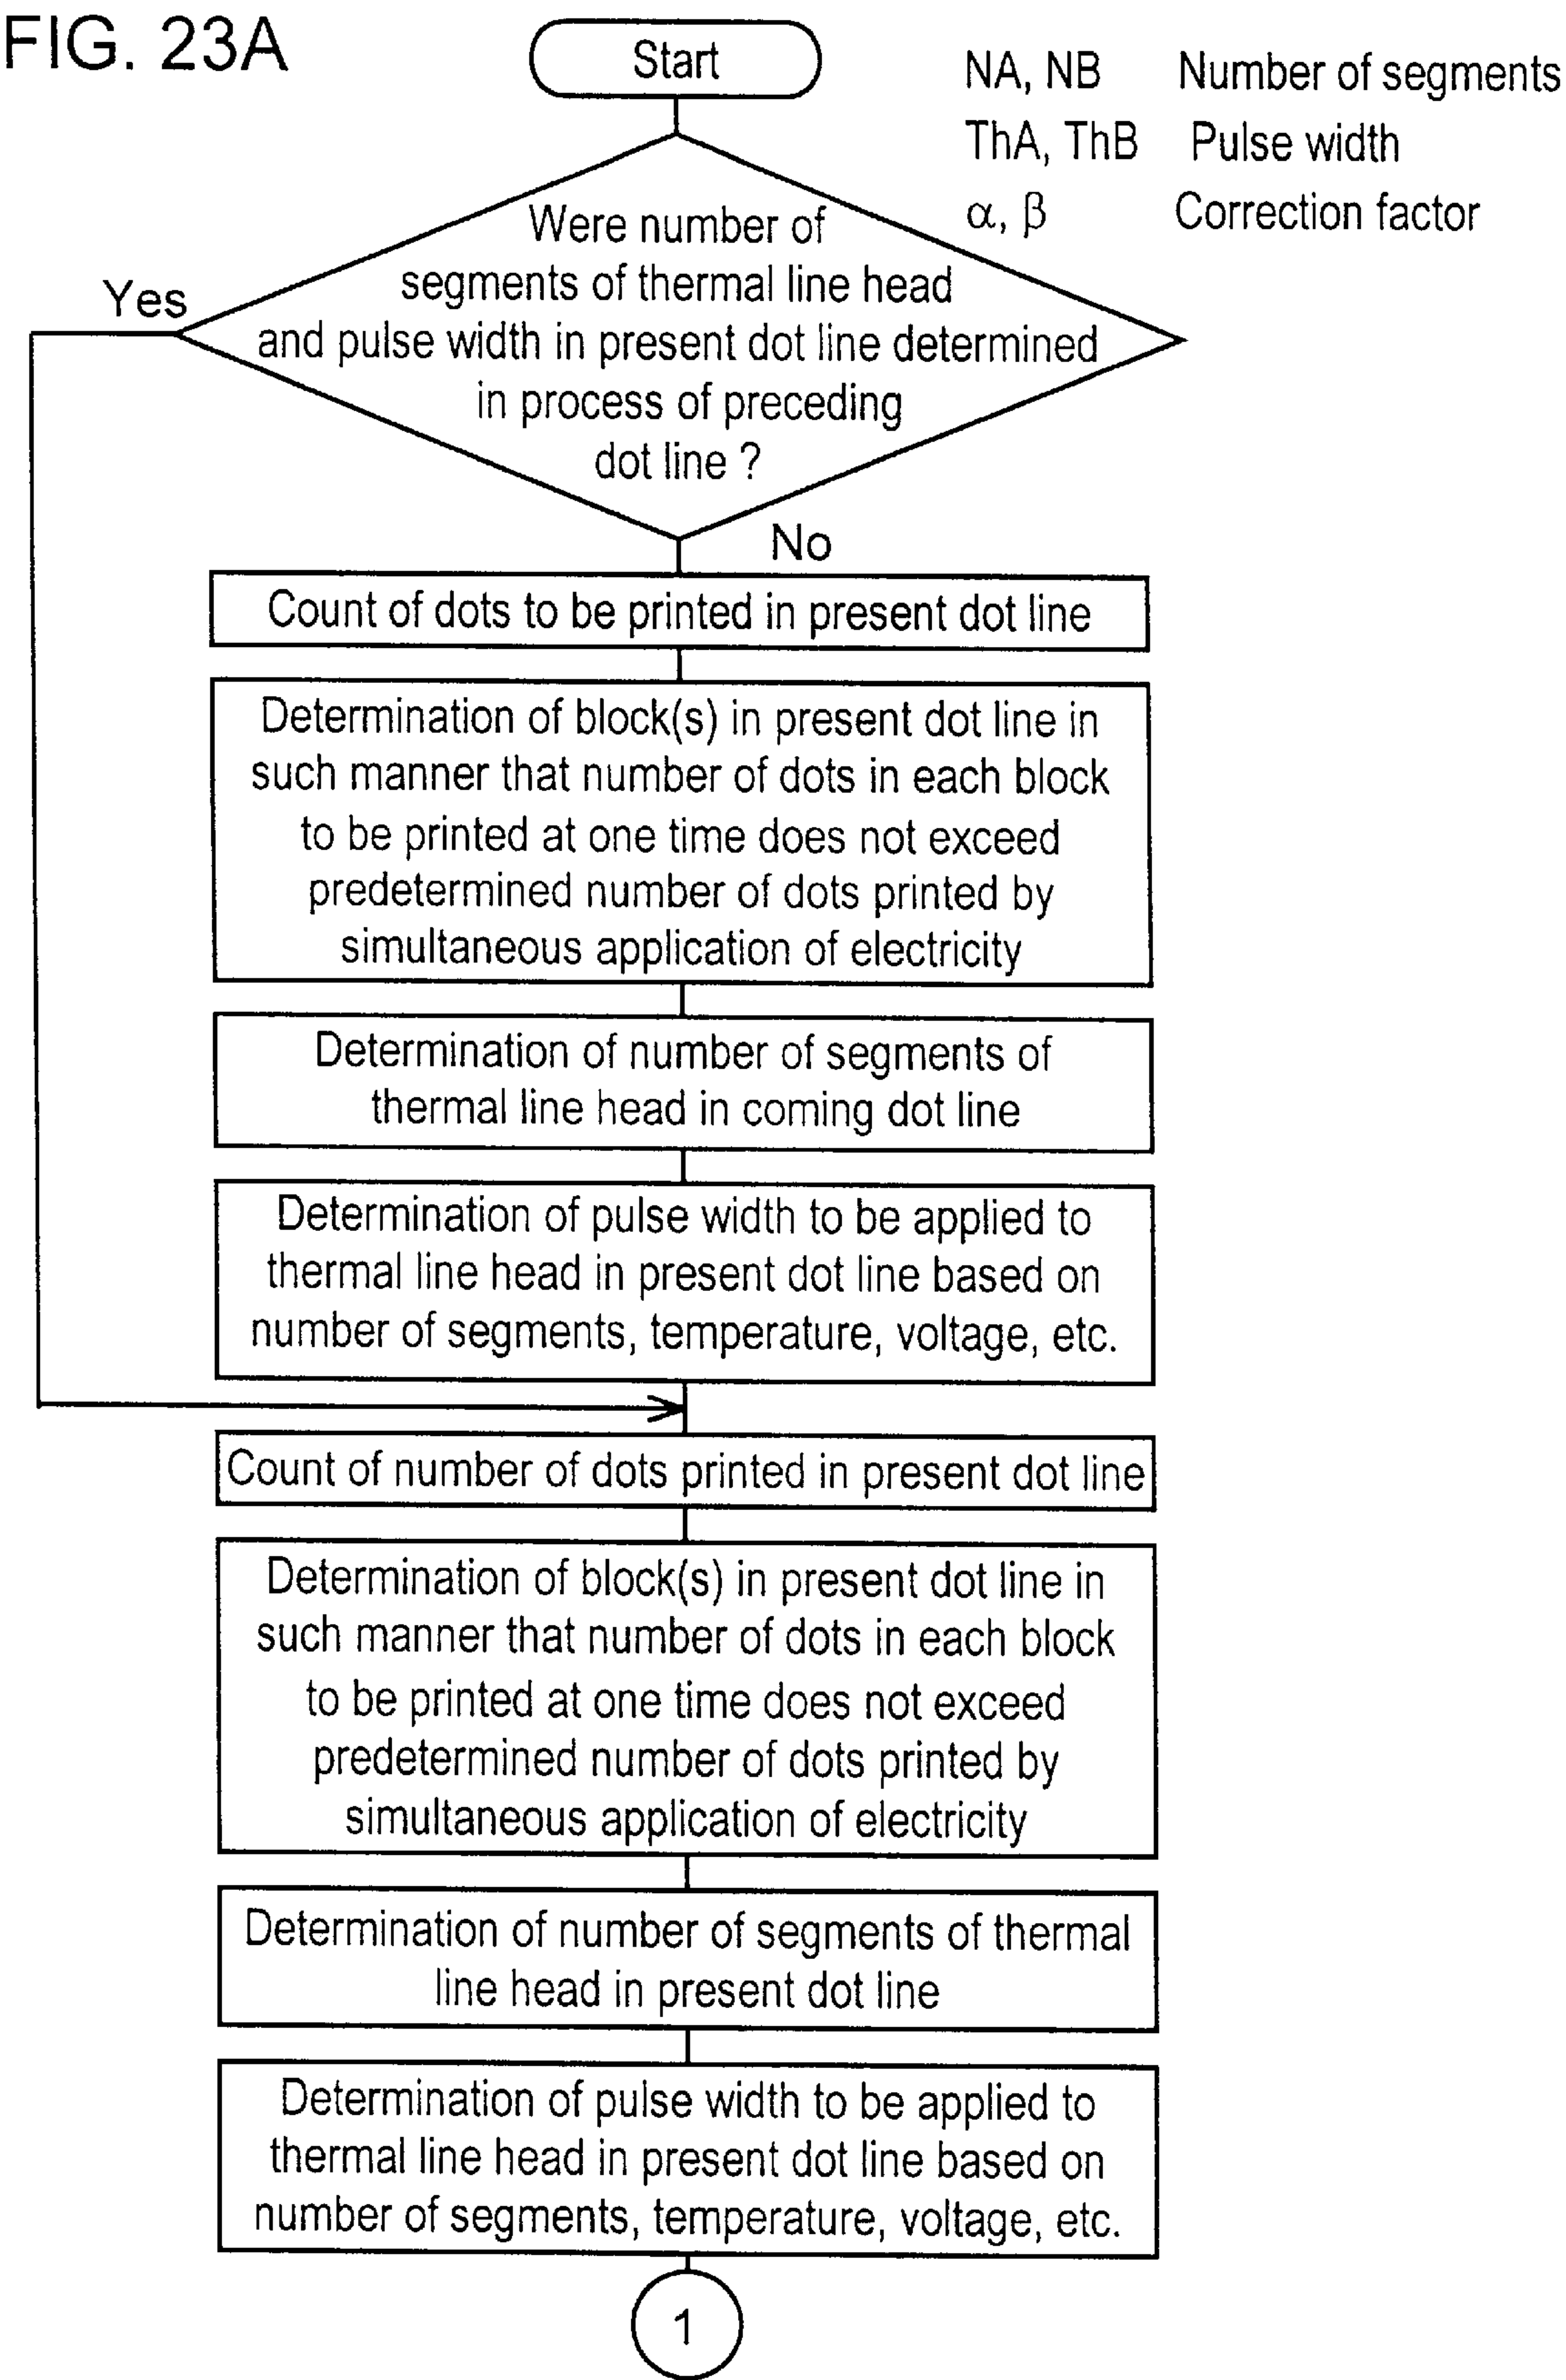 FIG. 23A
Start
NA, NB Number of segments
ThA, ThB Pulse width
α, β Correction factor
Were number of
segments of thermal line head
and pulse width in present dot line determined
in process of preceding
dot line ?
Yes
No
Count of dots to be printed in present dot line
Determination of block(s) in present dot line in
such manner that number of dots in each block
to be printed at one time does not exceed
predetermined number of dots printed by
simultaneous application of electricity
Determination of number of segments of
thermal line head in coming dot line
Determination of pulse width to be applied to
thermal line head in present dot line based on
number of segments, temperature, voltage, etc.
Count of number of dots printed in present dot line
Determination of block(s) in present dot line in
such manner that number of dots in each block
to be printed at one time does not exceed
predetermined number of dots printed by
simultaneous application of electricity
Determination of number of segments of thermal
line head in present dot line
Determination of pulse width to be applied to
thermal line head in present dot line based on
number of segments, temperature, voltage, etc.
1